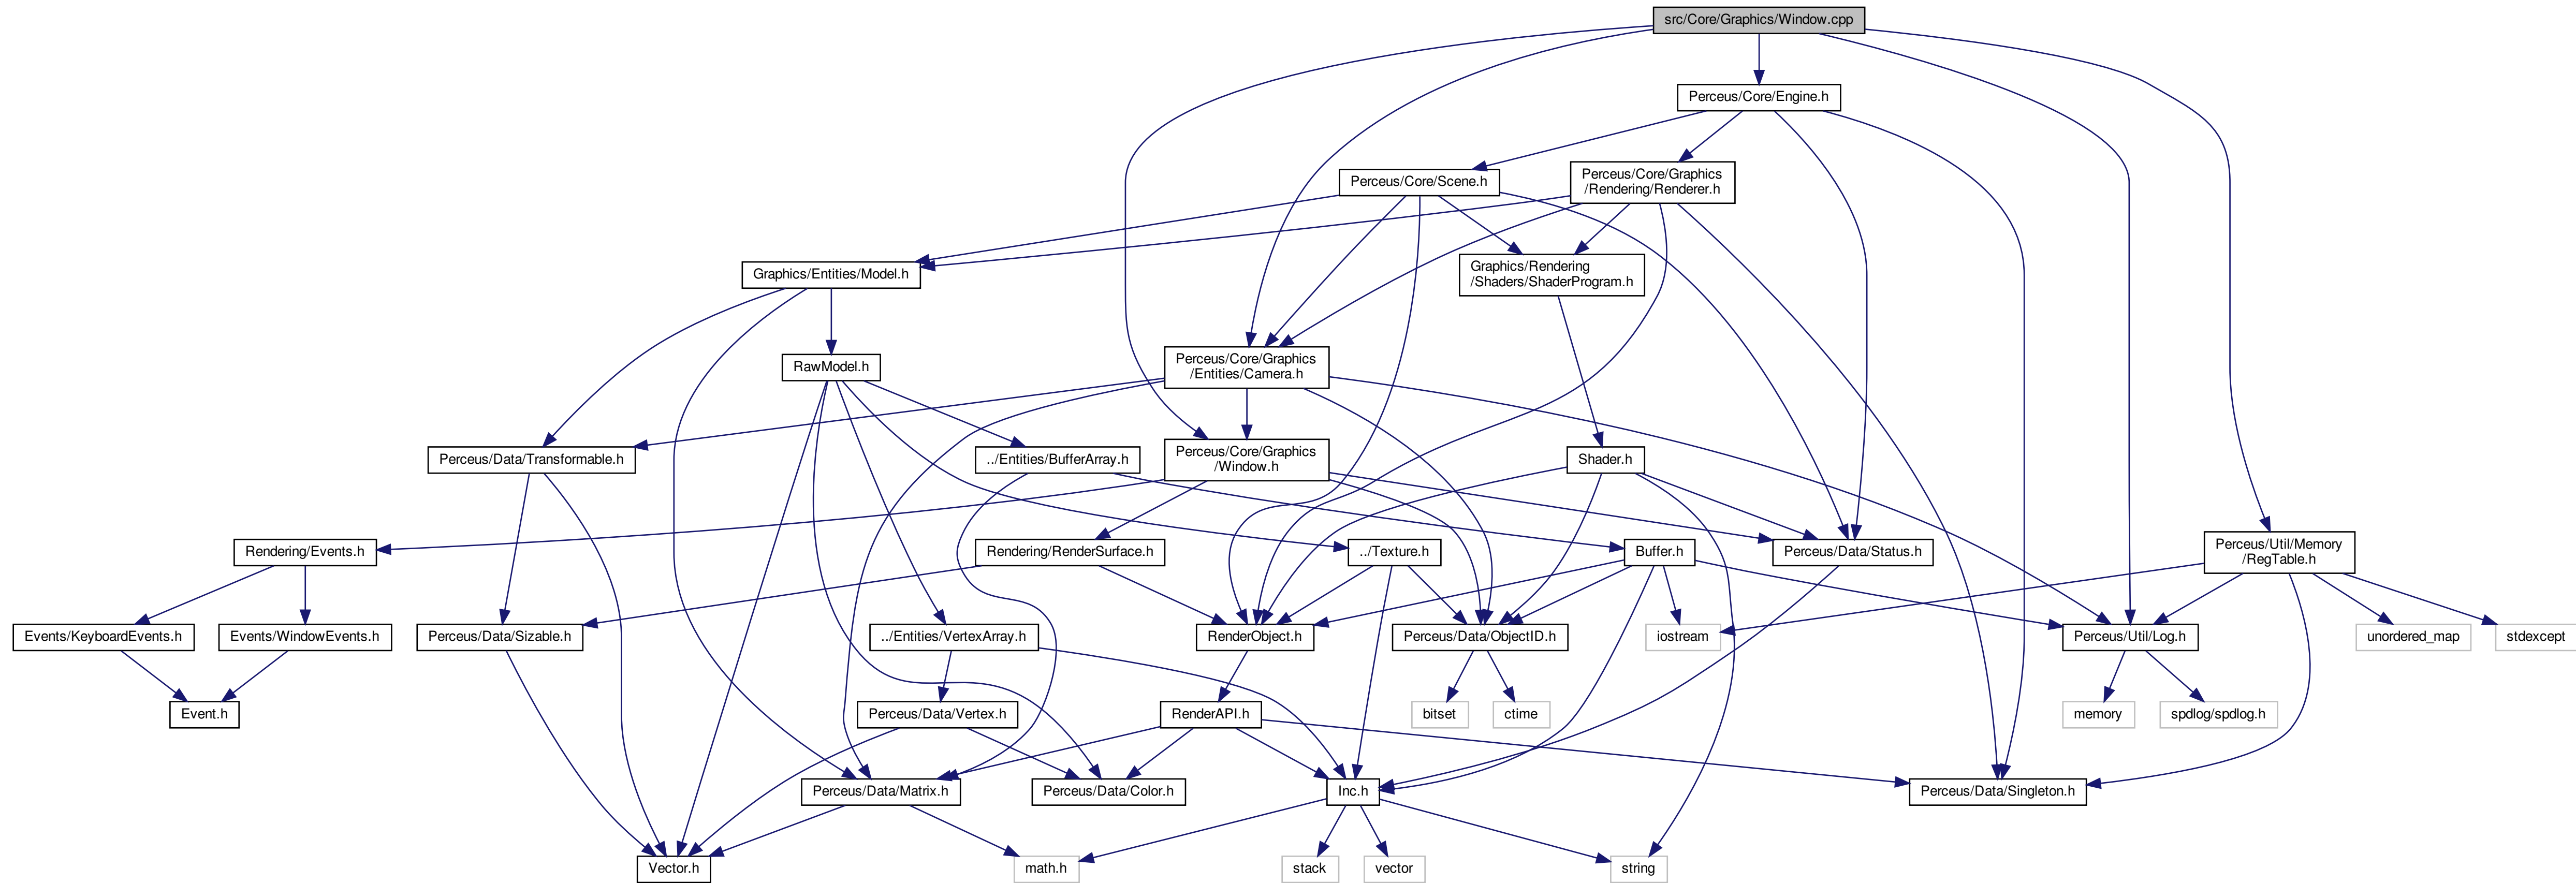 src/Core/Graphics/Window.cpp
Perceus/Core/Engine.h
Perceus/Core/Scene.h
Perceus/Core/Graphics
/Rendering/Renderer.h
Graphics/Entities/Model.h
Graphics/Rendering
/Shaders/ShaderProgram.h
RawModel.h
Perceus/Core/Graphics
/Entities/Camera.h
Perceus/Data/Transformable.h
../Entities/BufferArray.h
Perceus/Core/Graphics
/Window.h
Shader.h
Rendering/Events.h
Rendering/RenderSurface.h
../Texture.h
Buffer.h
Perceus/Data/Status.h
Perceus/Util/Memory
/RegTable.h
Events/KeyboardEvents.h
Events/WindowEvents.h
Perceus/Data/Sizable.h
../Entities/VertexArray.h
RenderObject.h
Perceus/Data/ObjectID.h
iostream
Perceus/Util/Log.h
unordered_map
stdexcept
Event.h
Perceus/Data/Vertex.h
RenderAPI.h
bitset
ctime
memory
spdlog/spdlog.h
Perceus/Data/Matrix.h
Perceus/Data/Color.h
Inc.h
Perceus/Data/Singleton.h
Vector.h
math.h
stack
vector
string